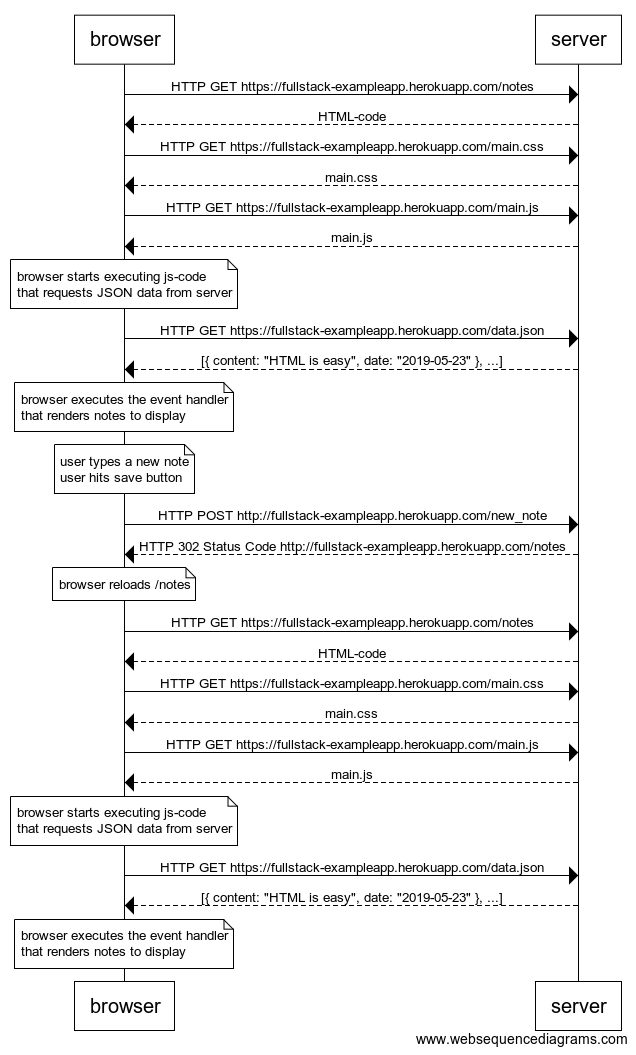 browser
server
HTTP GET https://fullstack-exampleapp.herokuapp.com/notes
HTML-code
HTTP GET https://fullstack-exampleapp.herokuapp.com/main.css
main.css
HTTP GET https://fullstack-exampleapp.herokuapp.com/main.js
main.js
browser starts executing js-code
that requests JSON data from server
HTTP GET https://fullstack-exampleapp.herokuapp.com/data.json
[{ content: "HTML is easy", date: "2019-05-23" }, ...]
browser executes the event handler
that renders notes to display
user types a new note
user hits save button
HTTP POST http://fullstack-exampleapp.herokuapp.com/new_note
HTTP 302 Status Code http://fullstack-exampleapp.herokuapp.com/notes
browser reloads /notes
HTTP GET https://fullstack-exampleapp.herokuapp.com/notes
HTML-code
HTTP GET https://fullstack-exampleapp.herokuapp.com/main.css
main.css
HTTP GET https://fullstack-exampleapp.herokuapp.com/main.js
main.js
browser starts executing js-code
that requests JSON data from server
HTTP GET https://fullstack-exampleapp.herokuapp.com/data.json
[{ content: "HTML is easy", date: "2019-05-23" }, ...]
browser executes the event handler
that renders notes to display
browser
server
www.websequencediagrams.com